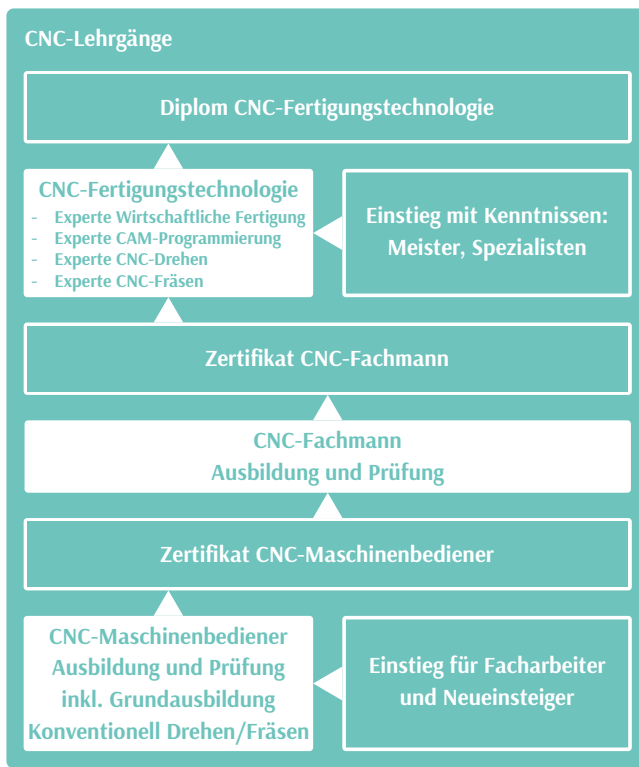 CNC-Lehrgänge
Diplom CNC-Fertigungstechnologie
CNC-Fertigungstechnologie
- Experte Wirtschaftliche Fertigung
- Experte CAM-Programmierung
- Experte CNC-Drehen
- Experte CNC-Fräsen
Einstieg mit Kenntnissen:
Meister, Spezialisten
Zertifikat CNC-Fachmann
CNC-Fachmann
Ausbildung und Prüfung
Zertifikat CNC-Maschinenbediener
CNC-Maschinenbediener
Ausbildung und Prüfung
inkl. Grundausbildung
Konventionell Drehen/Fräsen
Einstieg für Facharbeiter
und Neueinsteiger